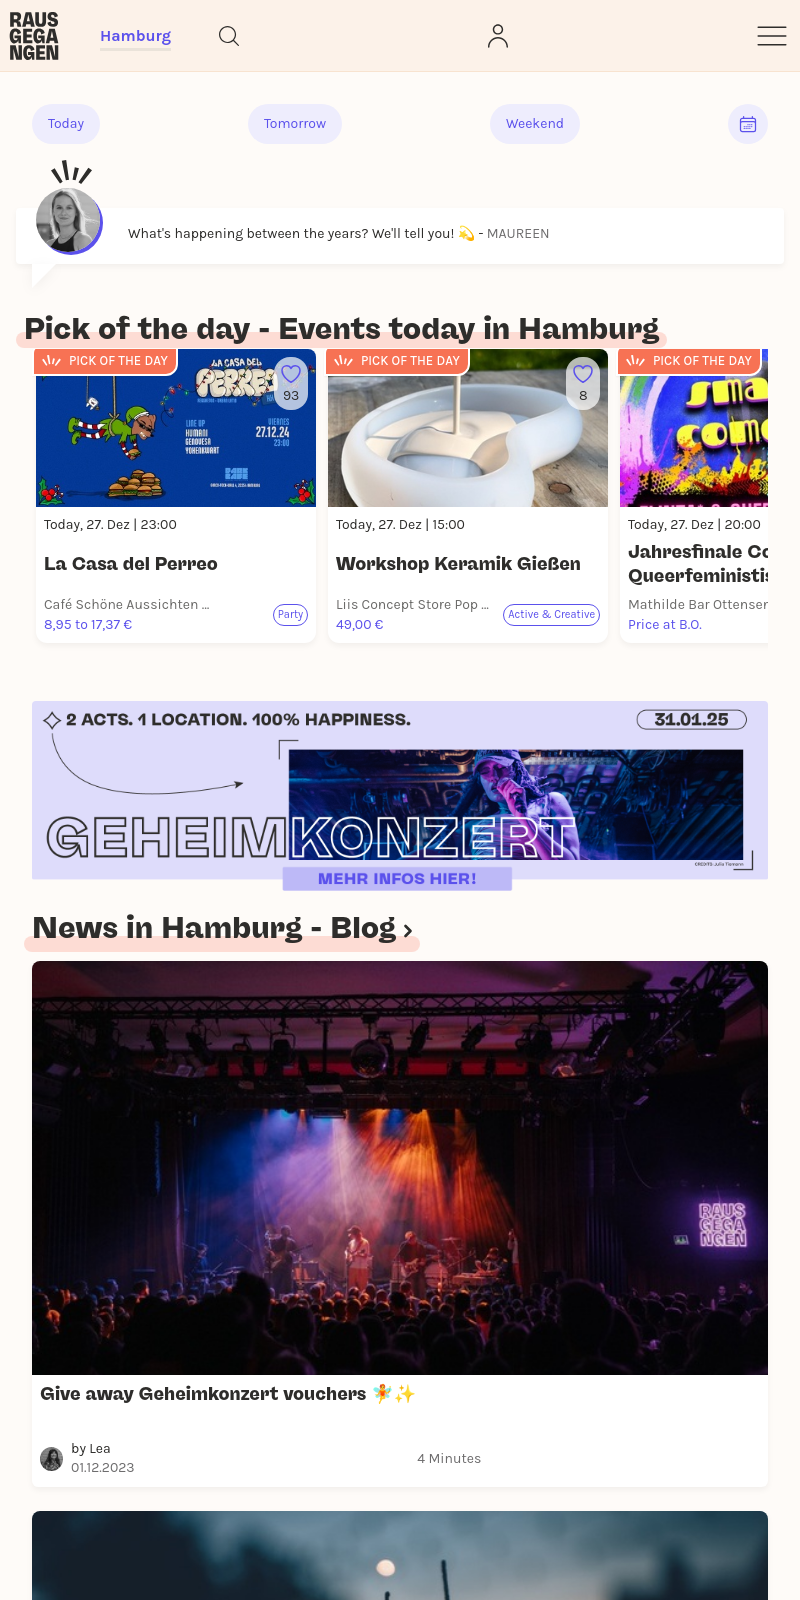 RAUS
GEGA
NGEN
Hamburg
Today
Tomorrow
Weekend
What's happening between the years? We'll tell you! 💫 - MAUREEN
Pick of the day - Events today in Hamburg
PICK OF THE DAY
LA CASA DEL
PERREO
93
LINE UP
HUMANI
GENOVESA
YOKENKWART
VIERNES
27.12.24
23:00
Today, 27. Dez | 23:00
La Casa del Perreo
Café Schöne Aussichten ...
8,95 to 17,37 €
Party
PICK OF THE DAY
8
Today, 27. Dez | 15:00
Workshop Keramik Gießen
Liis Concept Store Pop ...
49,00 €
Active & Creative
PICK OF THE DAY
Today, 27. Dez | 20:00
Jahresfinale Co
Queerfeministis
Mathilde Bar Ottenser
Price at B.O.
2 ACTS. 1 LOCATION. 100% HAPPINESS.
31.01.25
GEHEIMKONZERT
CREDITS: Julia Tiemann
MEHR INFOS HIER!
News in Hamburg - Blog ›
RAUS
GEGA
NGEN
Give away Geheimkonzert vouchers 🧚✨
by Lea
01.12.2023
4 Minutes